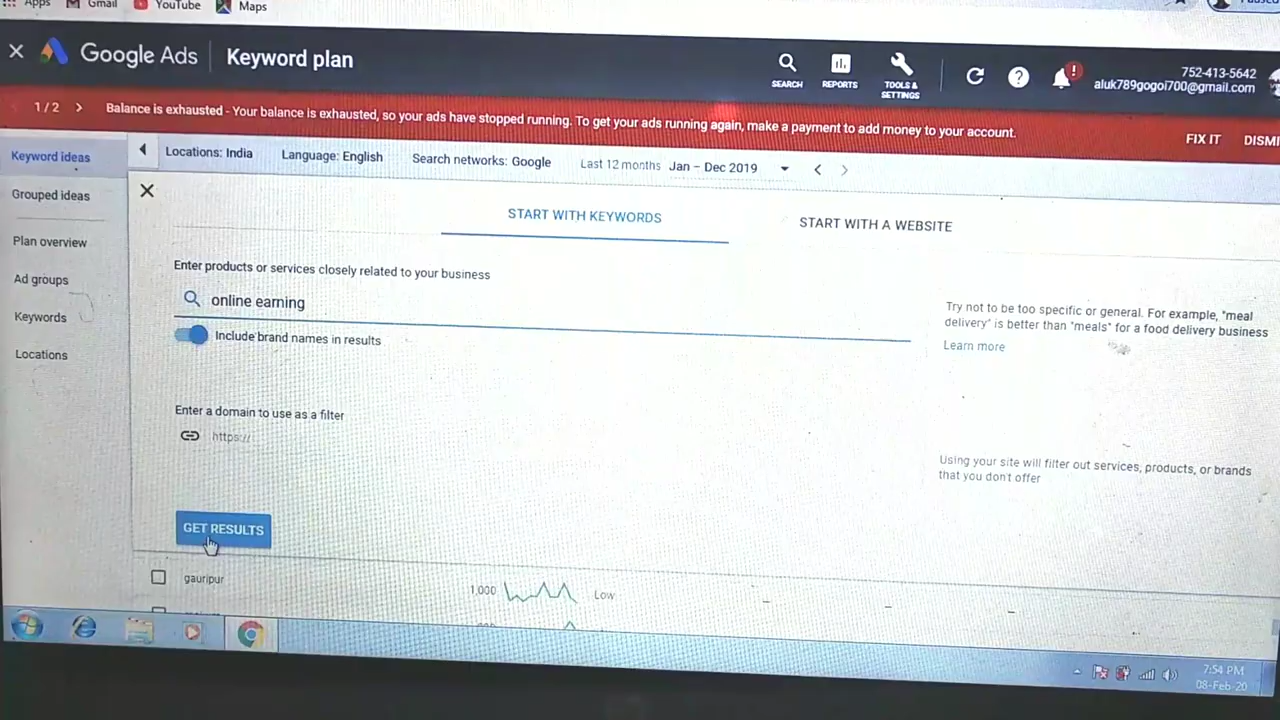 Apps Gmail YouTube Maps
Google Ads Keyword plan
SEARCH REPORTS TOOLS & SETTINGS
752-413-5642
aluk789gogoi700@gmail.com
1 / 2 Balance is exhausted - Your balance is exhausted, so your ads have stopped running. To get your ads running again, make a payment to add money to your account. FIX IT DISMI
Keyword ideas
Locations: India Language: English Search networks: Google Last 12 months Jan – Dec 2019
Grouped ideas
START WITH KEYWORDS START WITH A WEBSITE
Plan overview
Ad groups
Keywords
Locations
Enter products or services closely related to your business
online earning
Include brand names in results
Try not to be too specific or general. For example, "meal
delivery" is better than "meals" for a food delivery business
Learn more
Enter a domain to use as a filter
https://
Using your site will filter out services, products, or brands
that you don't offer
GET RESULTS
gauripur 1,000 Low
7:54 PM
08-Feb-20